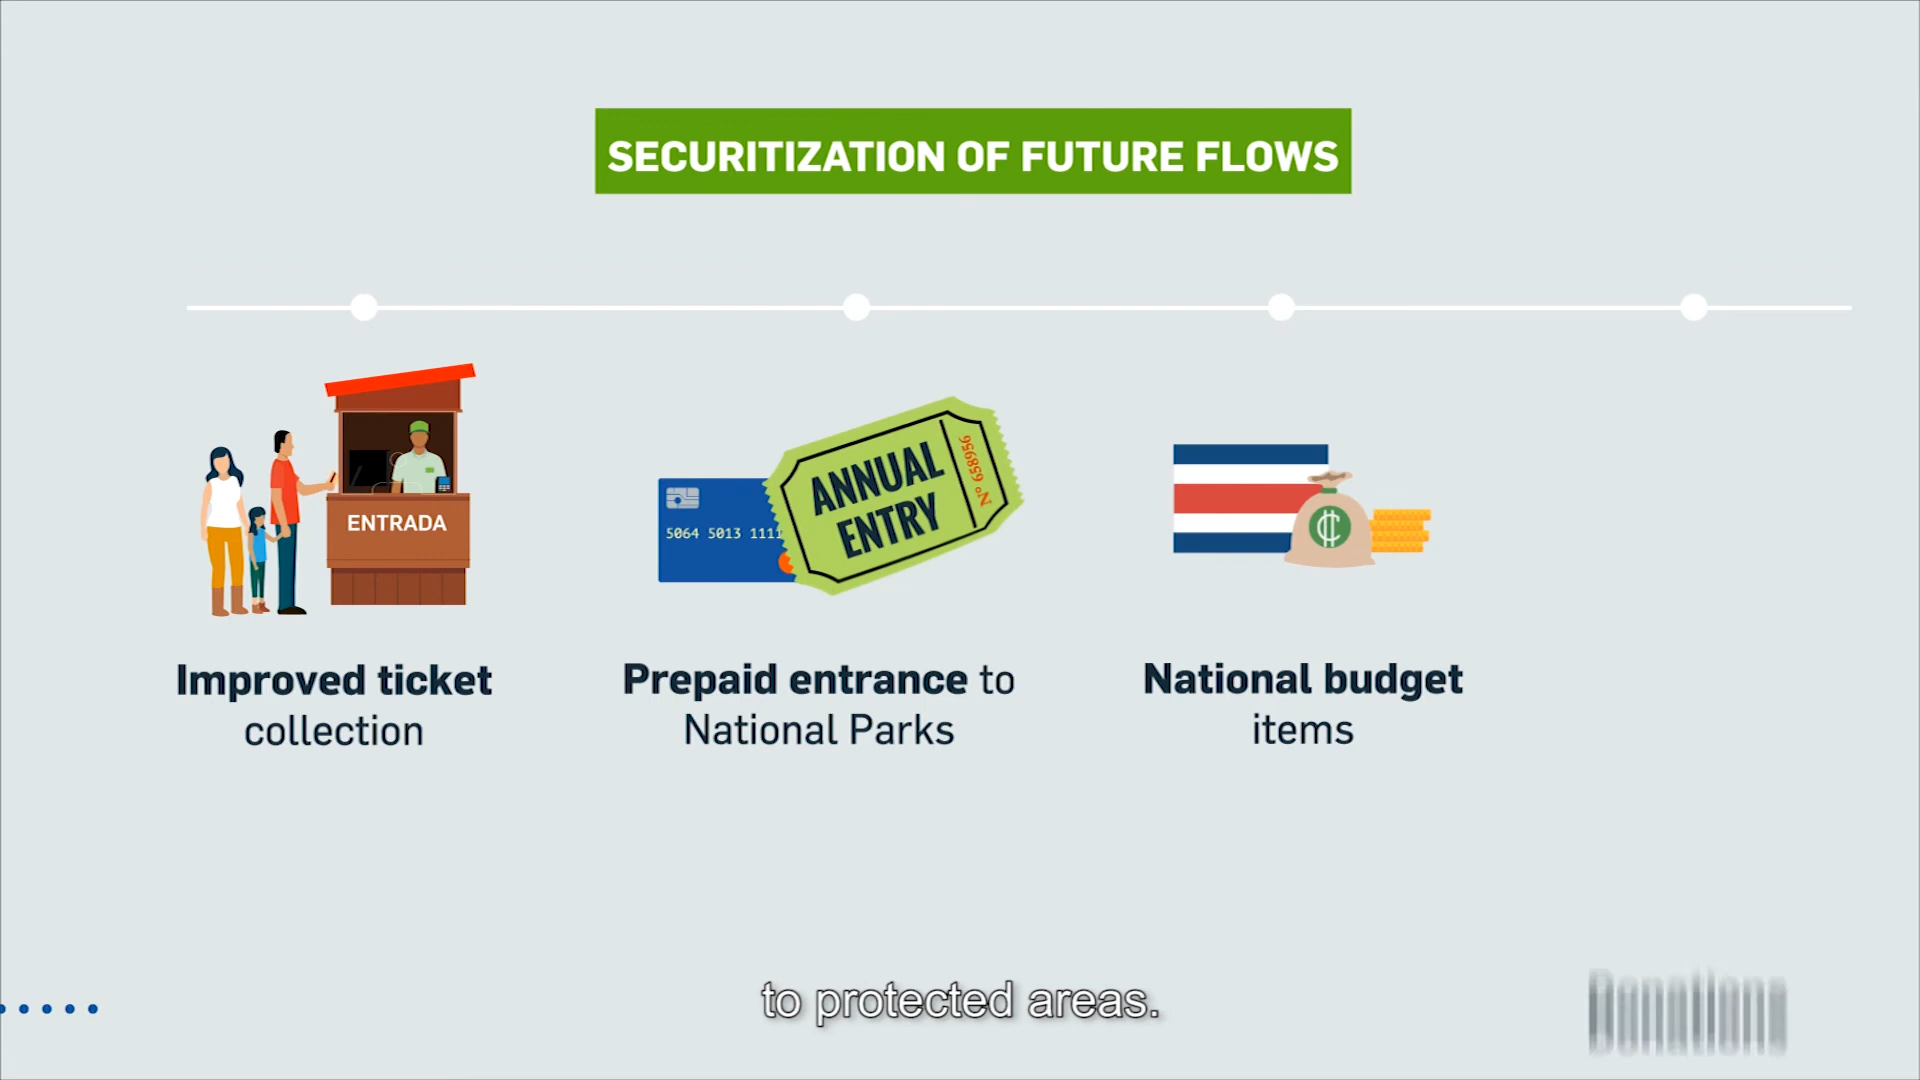 SECURITIZATION OF FUTURE FLOWS
ENTRADA
5064 5013 1111
ANNUAL
ENTRY
Nº 658956
Improved ticket
collection
Prepaid entrance to
National Parks
National budget
items
to protected areas.
Donations